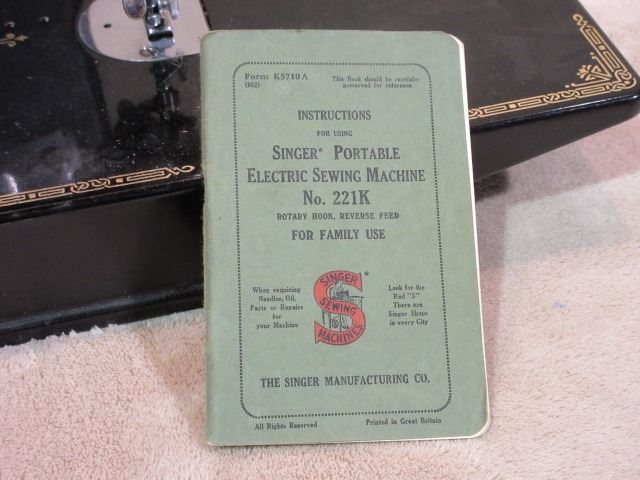 Form K5710A
(652)
This Book should be carefully
preserved for reference
INSTRUCTIONS
FOR USING
SINGER* PORTABLE
ELECTRIC SEWING MACHINE
No. 221K
ROTARY HOOK, REVERSE FEED
FOR FAMILY USE
When requiring
Needles, Oil,
Parts or Repairs
for
your Machine
SINGER
SEWING
MACHINES
*
Look for the
Red "S"
There are
Singer Shops
in every City
THE SINGER MANUFACTURING CO.
All Rights Reserved
Printed in Great Britain